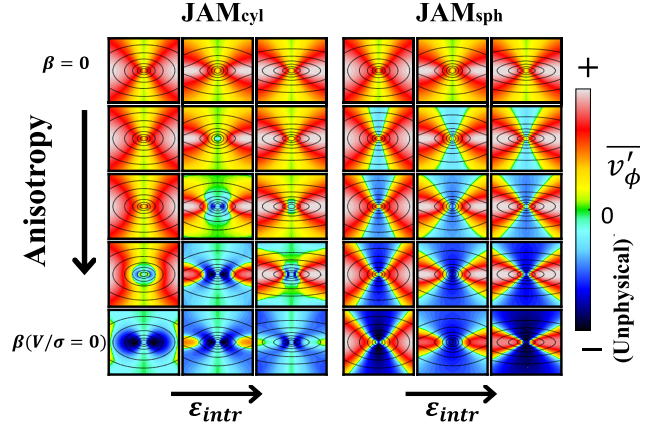 JAMcyl JAMsph
β = 0
Anisotropy
β(V/σ = 0)
εintr εintr
+
v′ϕ
0
(Unphysical)
−